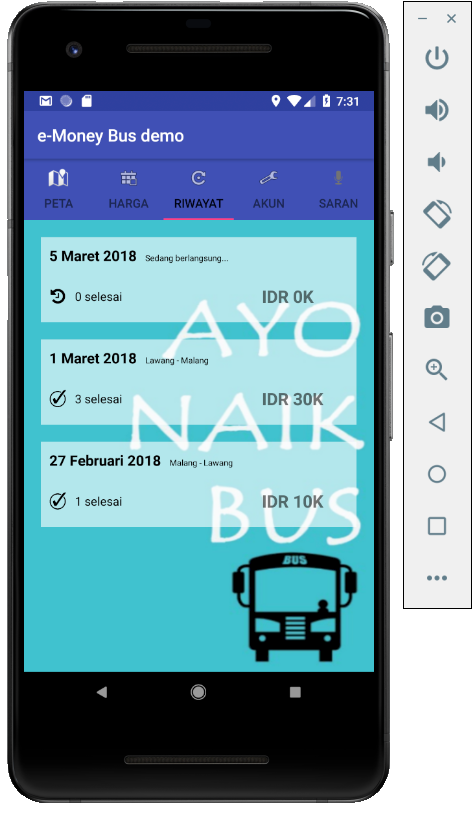 7:31
e-Money Bus demo
PETA HARGA RIWAYAT AKUN SARAN
5 Maret 2018 Sedang berlangsung...
0 selesai IDR 0K
AYO
1 Maret 2018 Lawang - Malang
3 selesai IDR 30K
NAIK
27 Februari 2018 Malang - Lawang
1 selesai IDR 10K
BUS
BUS